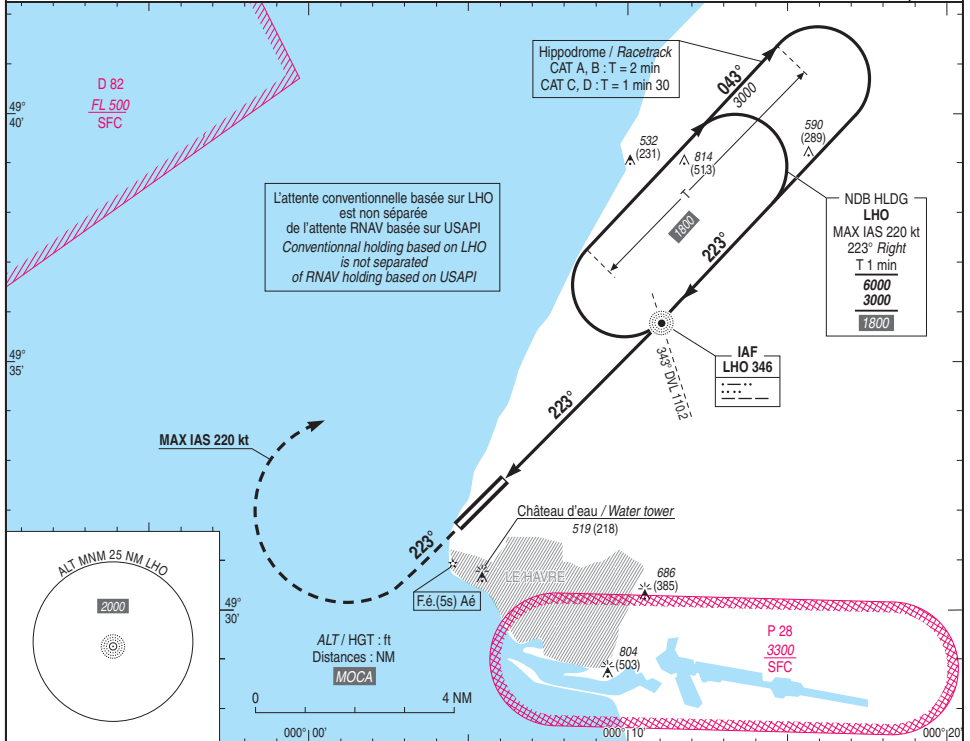 D 82
FL 500
SFC
49°
40'
Hippodrome / Racetrack
CAT A, B : T = 2 min
CAT C, D : T = 1 min 30
043°
3000
532
(231)
814
(513)
590
(289)
T
1800
223°
L'attente conventionnelle basée sur LHO
est non séparée
de l'attente RNAV basée sur USAPI
Conventionnal holding based on LHO
is not separated
of RNAV holding based on USAPI
NDB HLDG
LHO
MAX IAS 220 kt
223° Right
T 1 min
6000
3000
1800
49°
35'
IAF
LHO 346
343° DVL 110.2
223°
MAX IAS 220 kt
Château d'eau / Water tower
519 (218)
223°
LE HAVRE
F.é.(5s) Aé
686
(385)
49°
30'
ALT MNM 25 NM LHO
2000
P 28
3300
SFC
804
(503)
ALT / HGT : ft
Distances : NM
MOCA
0 4 NM
000° 00'
000° 10'
000° 20'